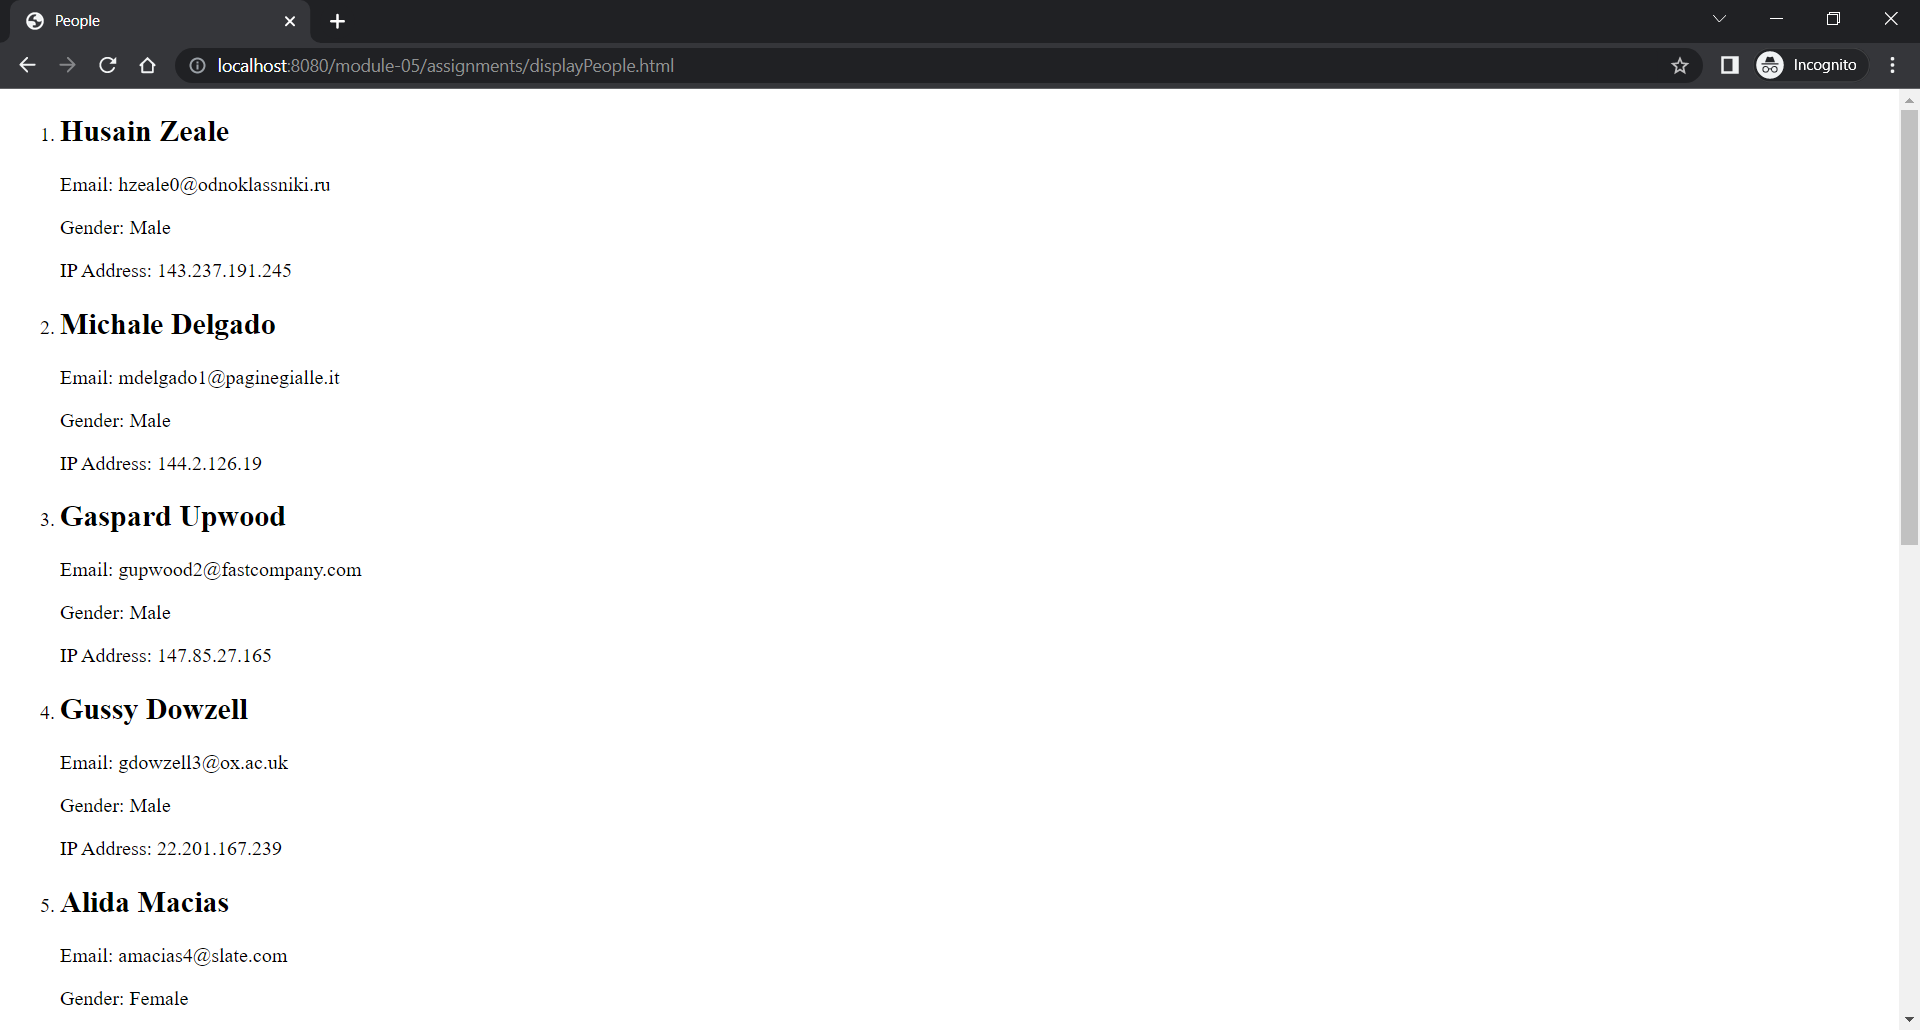 People
localhost:8080/module-05/assignments/displayPeople.html
Incognito
1. Husain Zeale
Email: hzeale0@odnoklassniki.ru
Gender: Male
IP Address: 143.237.191.245
2. Michale Delgado
Email: mdelgado1@paginegialle.it
Gender: Male
IP Address: 144.2.126.19
3. Gaspard Upwood
Email: gupwood2@fastcompany.com
Gender: Male
IP Address: 147.85.27.165
4. Gussy Dowzell
Email: gdowzell3@ox.ac.uk
Gender: Male
IP Address: 22.201.167.239
5. Alida Macias
Email: amacias4@slate.com
Gender: Female